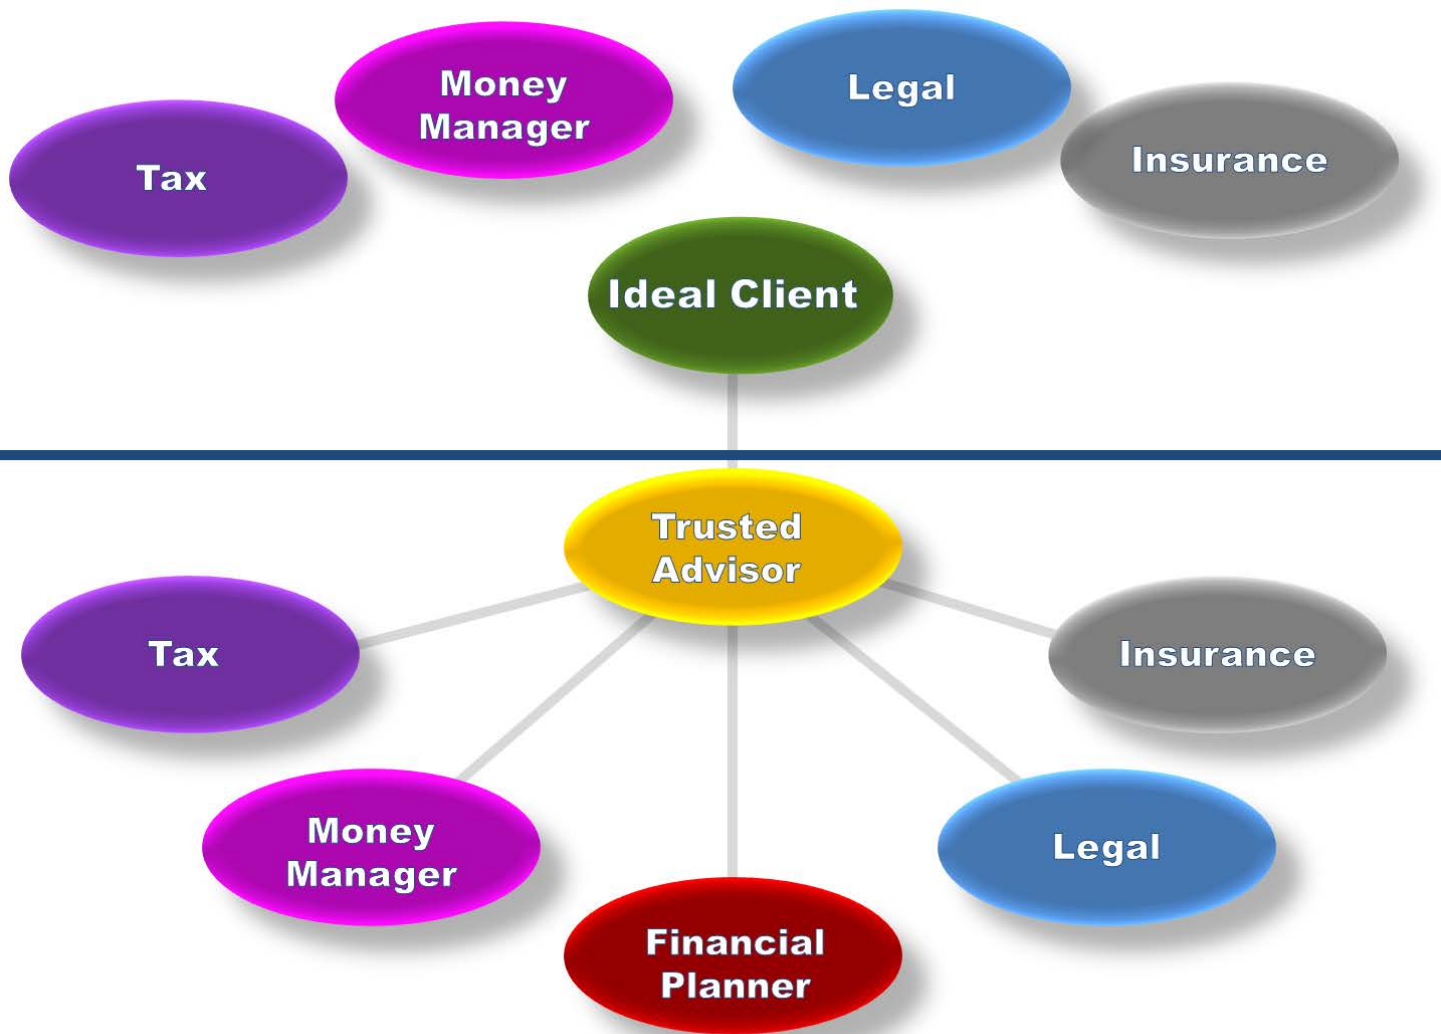 Money
Manager
Legal
Tax
Insurance
Ideal Client
Trusted
Advisor
Tax
Insurance
Money
Manager
Legal
Financial
Planner